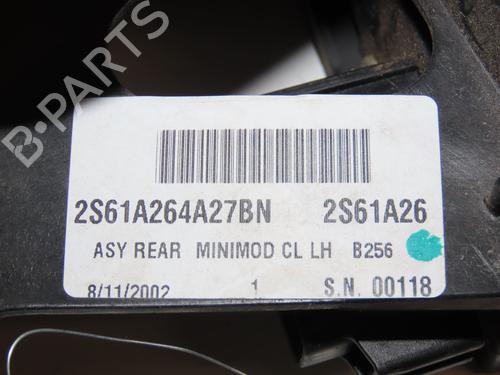 B-PARTS
2S61A264A27BN 2S61A26
ASY REAR MINIMOD CL LH B256
8/11/2002 1 S.N. 00118